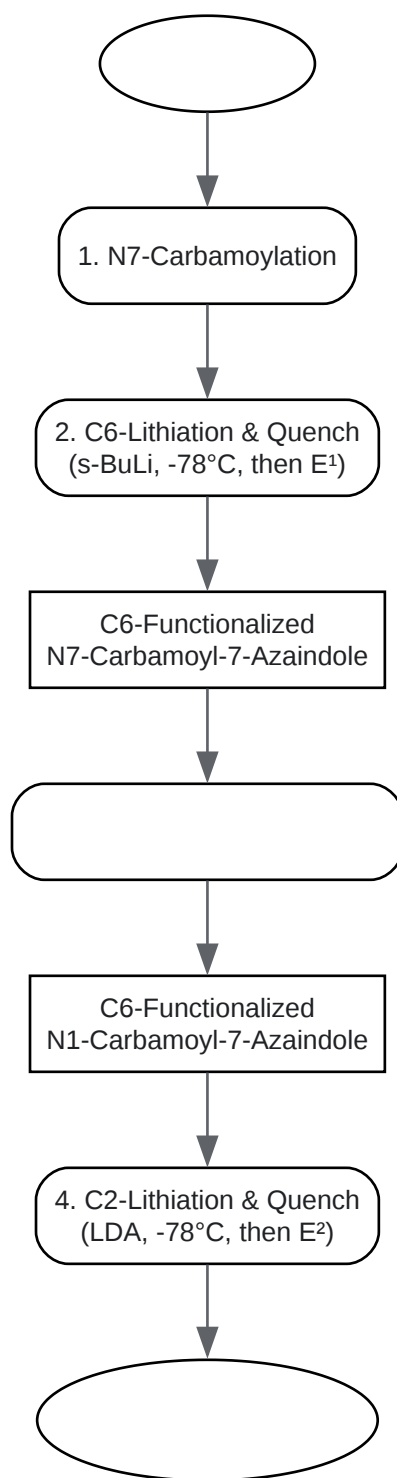 1. N7-Carbamoylation
2. C6-Lithiation & Quench
(s-BuLi, -78°C, then E¹)
C6-Functionalized
N7-Carbamoyl-7-Azaindole
C6-Functionalized
N1-Carbamoyl-7-Azaindole
4. C2-Lithiation & Quench
(LDA, -78°C, then E²)